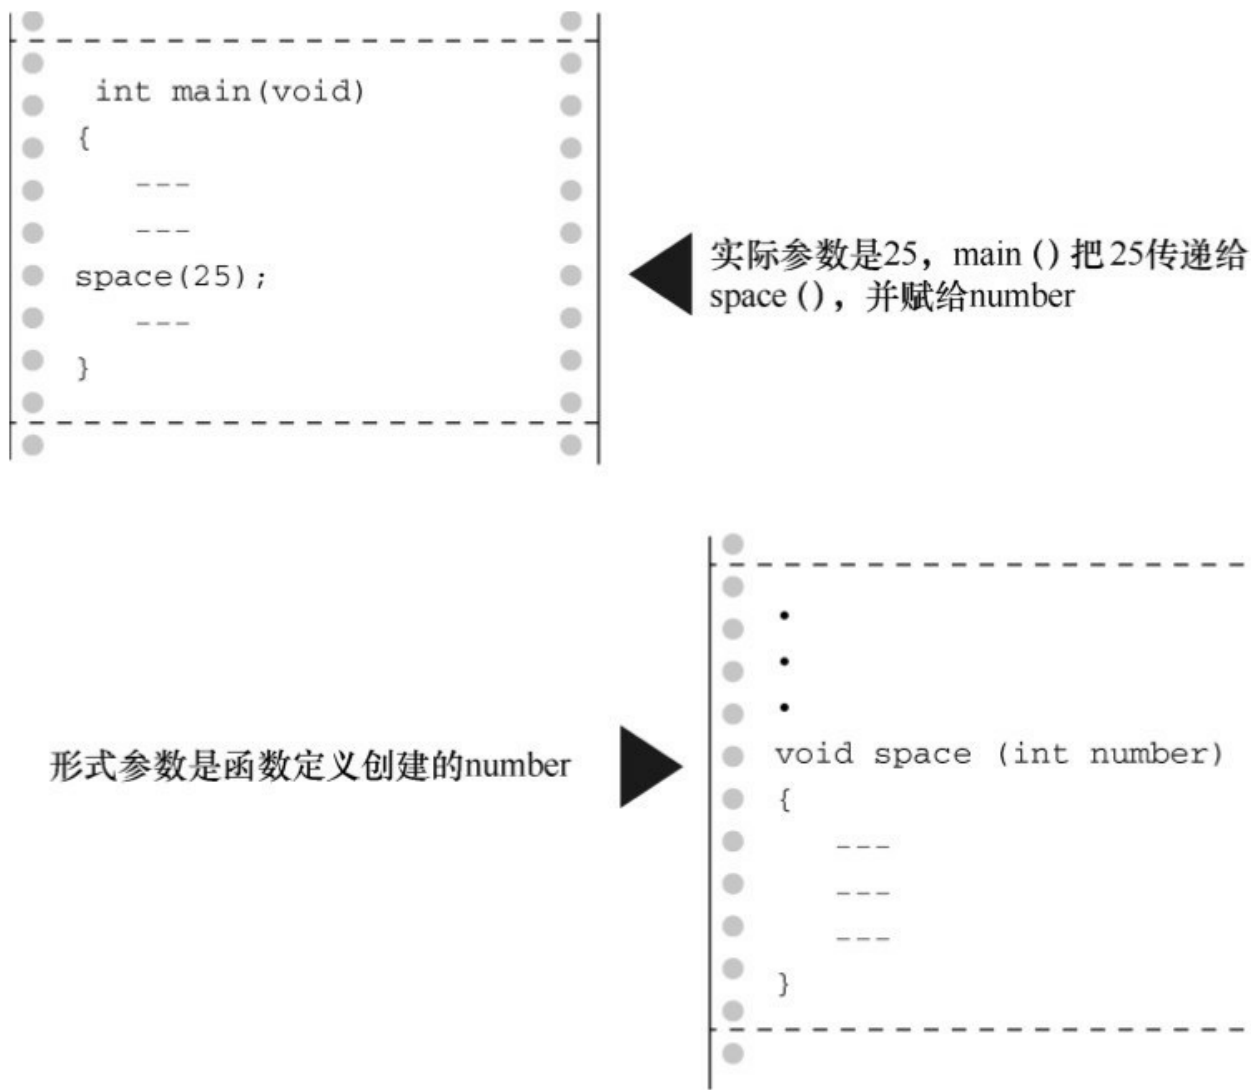 int main(void)
{
---
---
space(25);
---
}
实际参数是25，main ( ) 把 25传递给
space ( )，并赋给number
形式参数是函数定义创建的number
•
•
•
void space (int number)
{
---
---
---
}